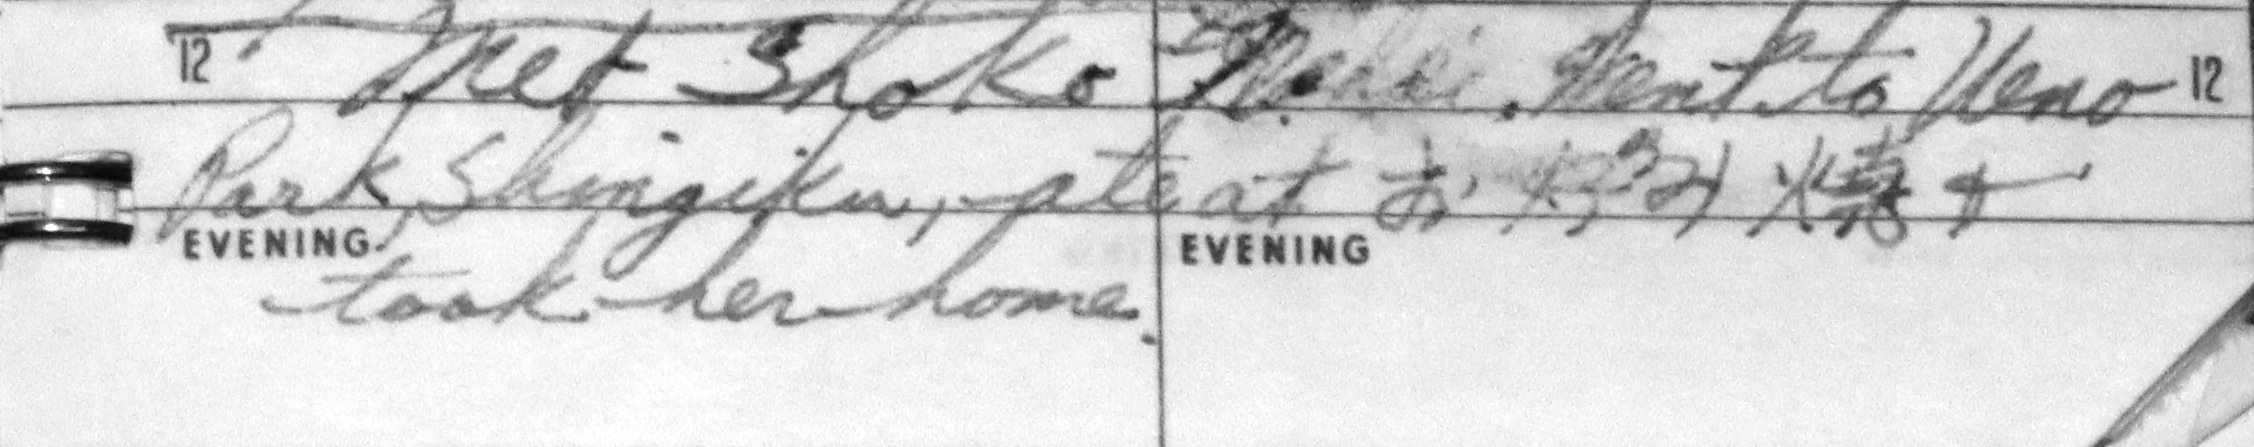 12 Met Shoko . Went to Ueno 12
Park, Shinjiku, ate at お好み焼き
EVENING EVENING
took her home.